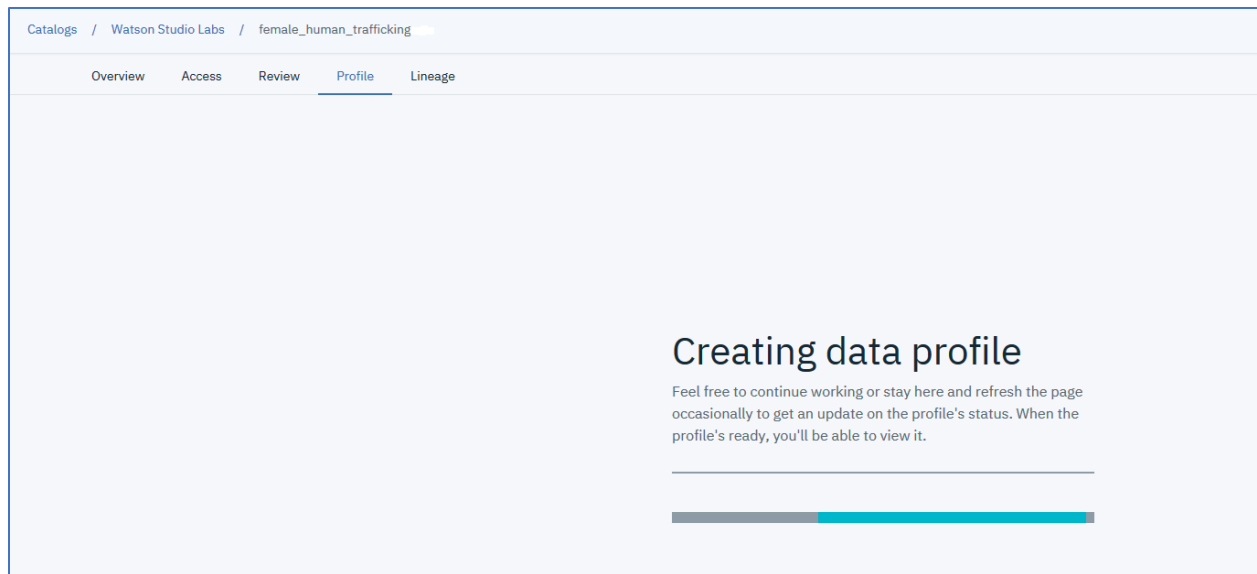 Catalogs / Watson Studio Labs / female_human_trafficking
Overview Access Review Profile Lineage
Creating data profile
Feel free to continue working or stay here and refresh the page
occasionally to get an update on the profile's status. When the
profile's ready, you'll be able to view it.